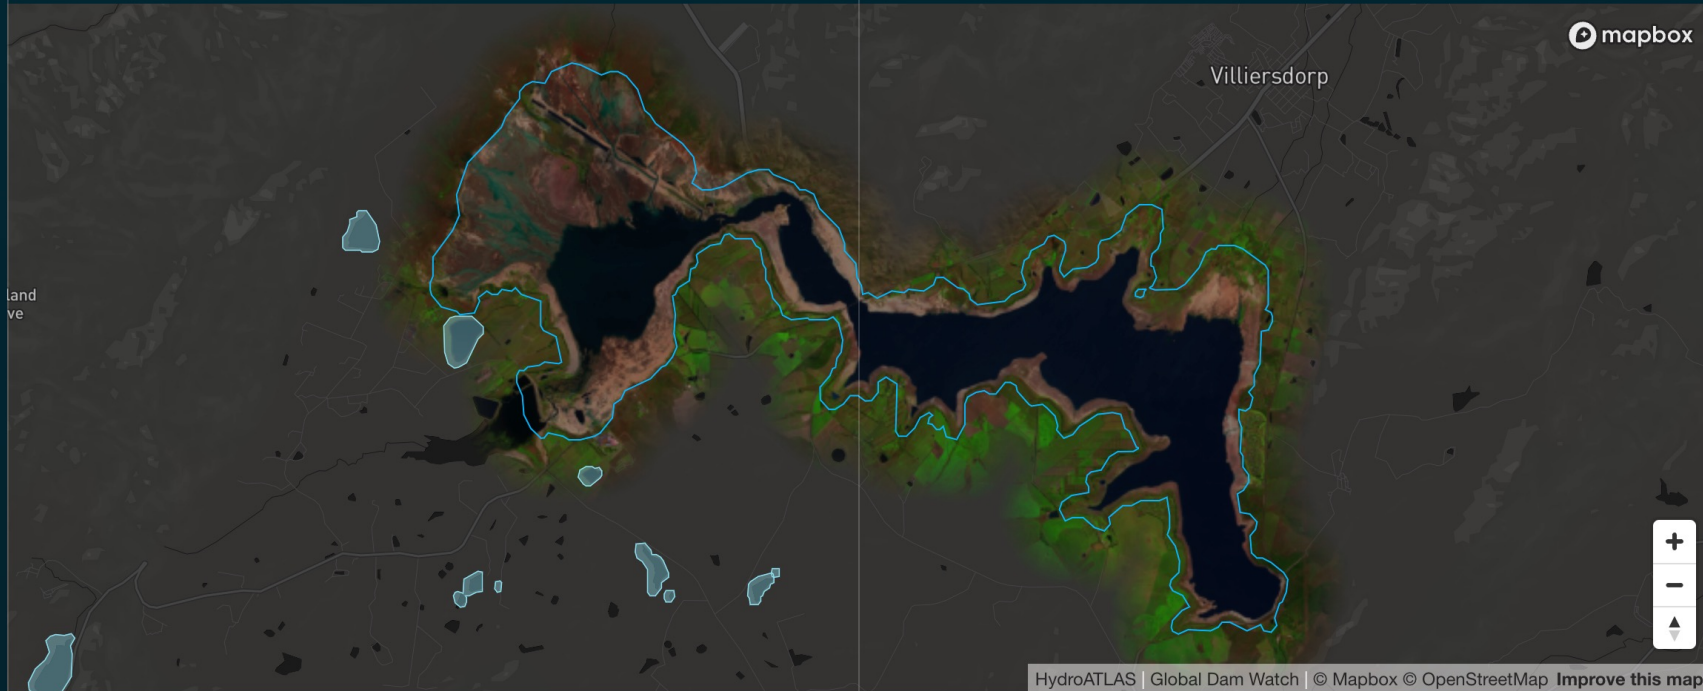 mapbox
Villiersdorp
land
ve
HydroATLAS | Global Dam Watch | © Mapbox © OpenStreetMap Improve this map